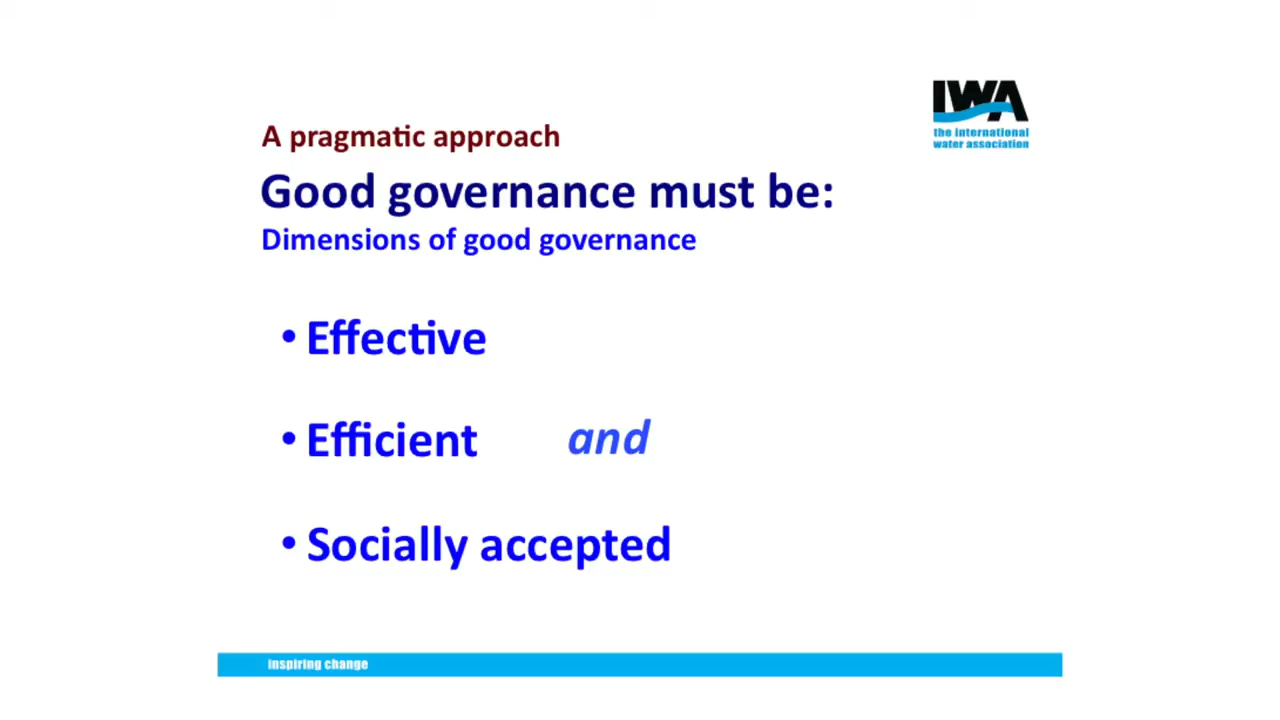 IWA
the international
water association
A pragmatic approach
Good governance must be:
Dimensions of good governance
• Effective
• Efficient and
• Socially accepted
inspiring change